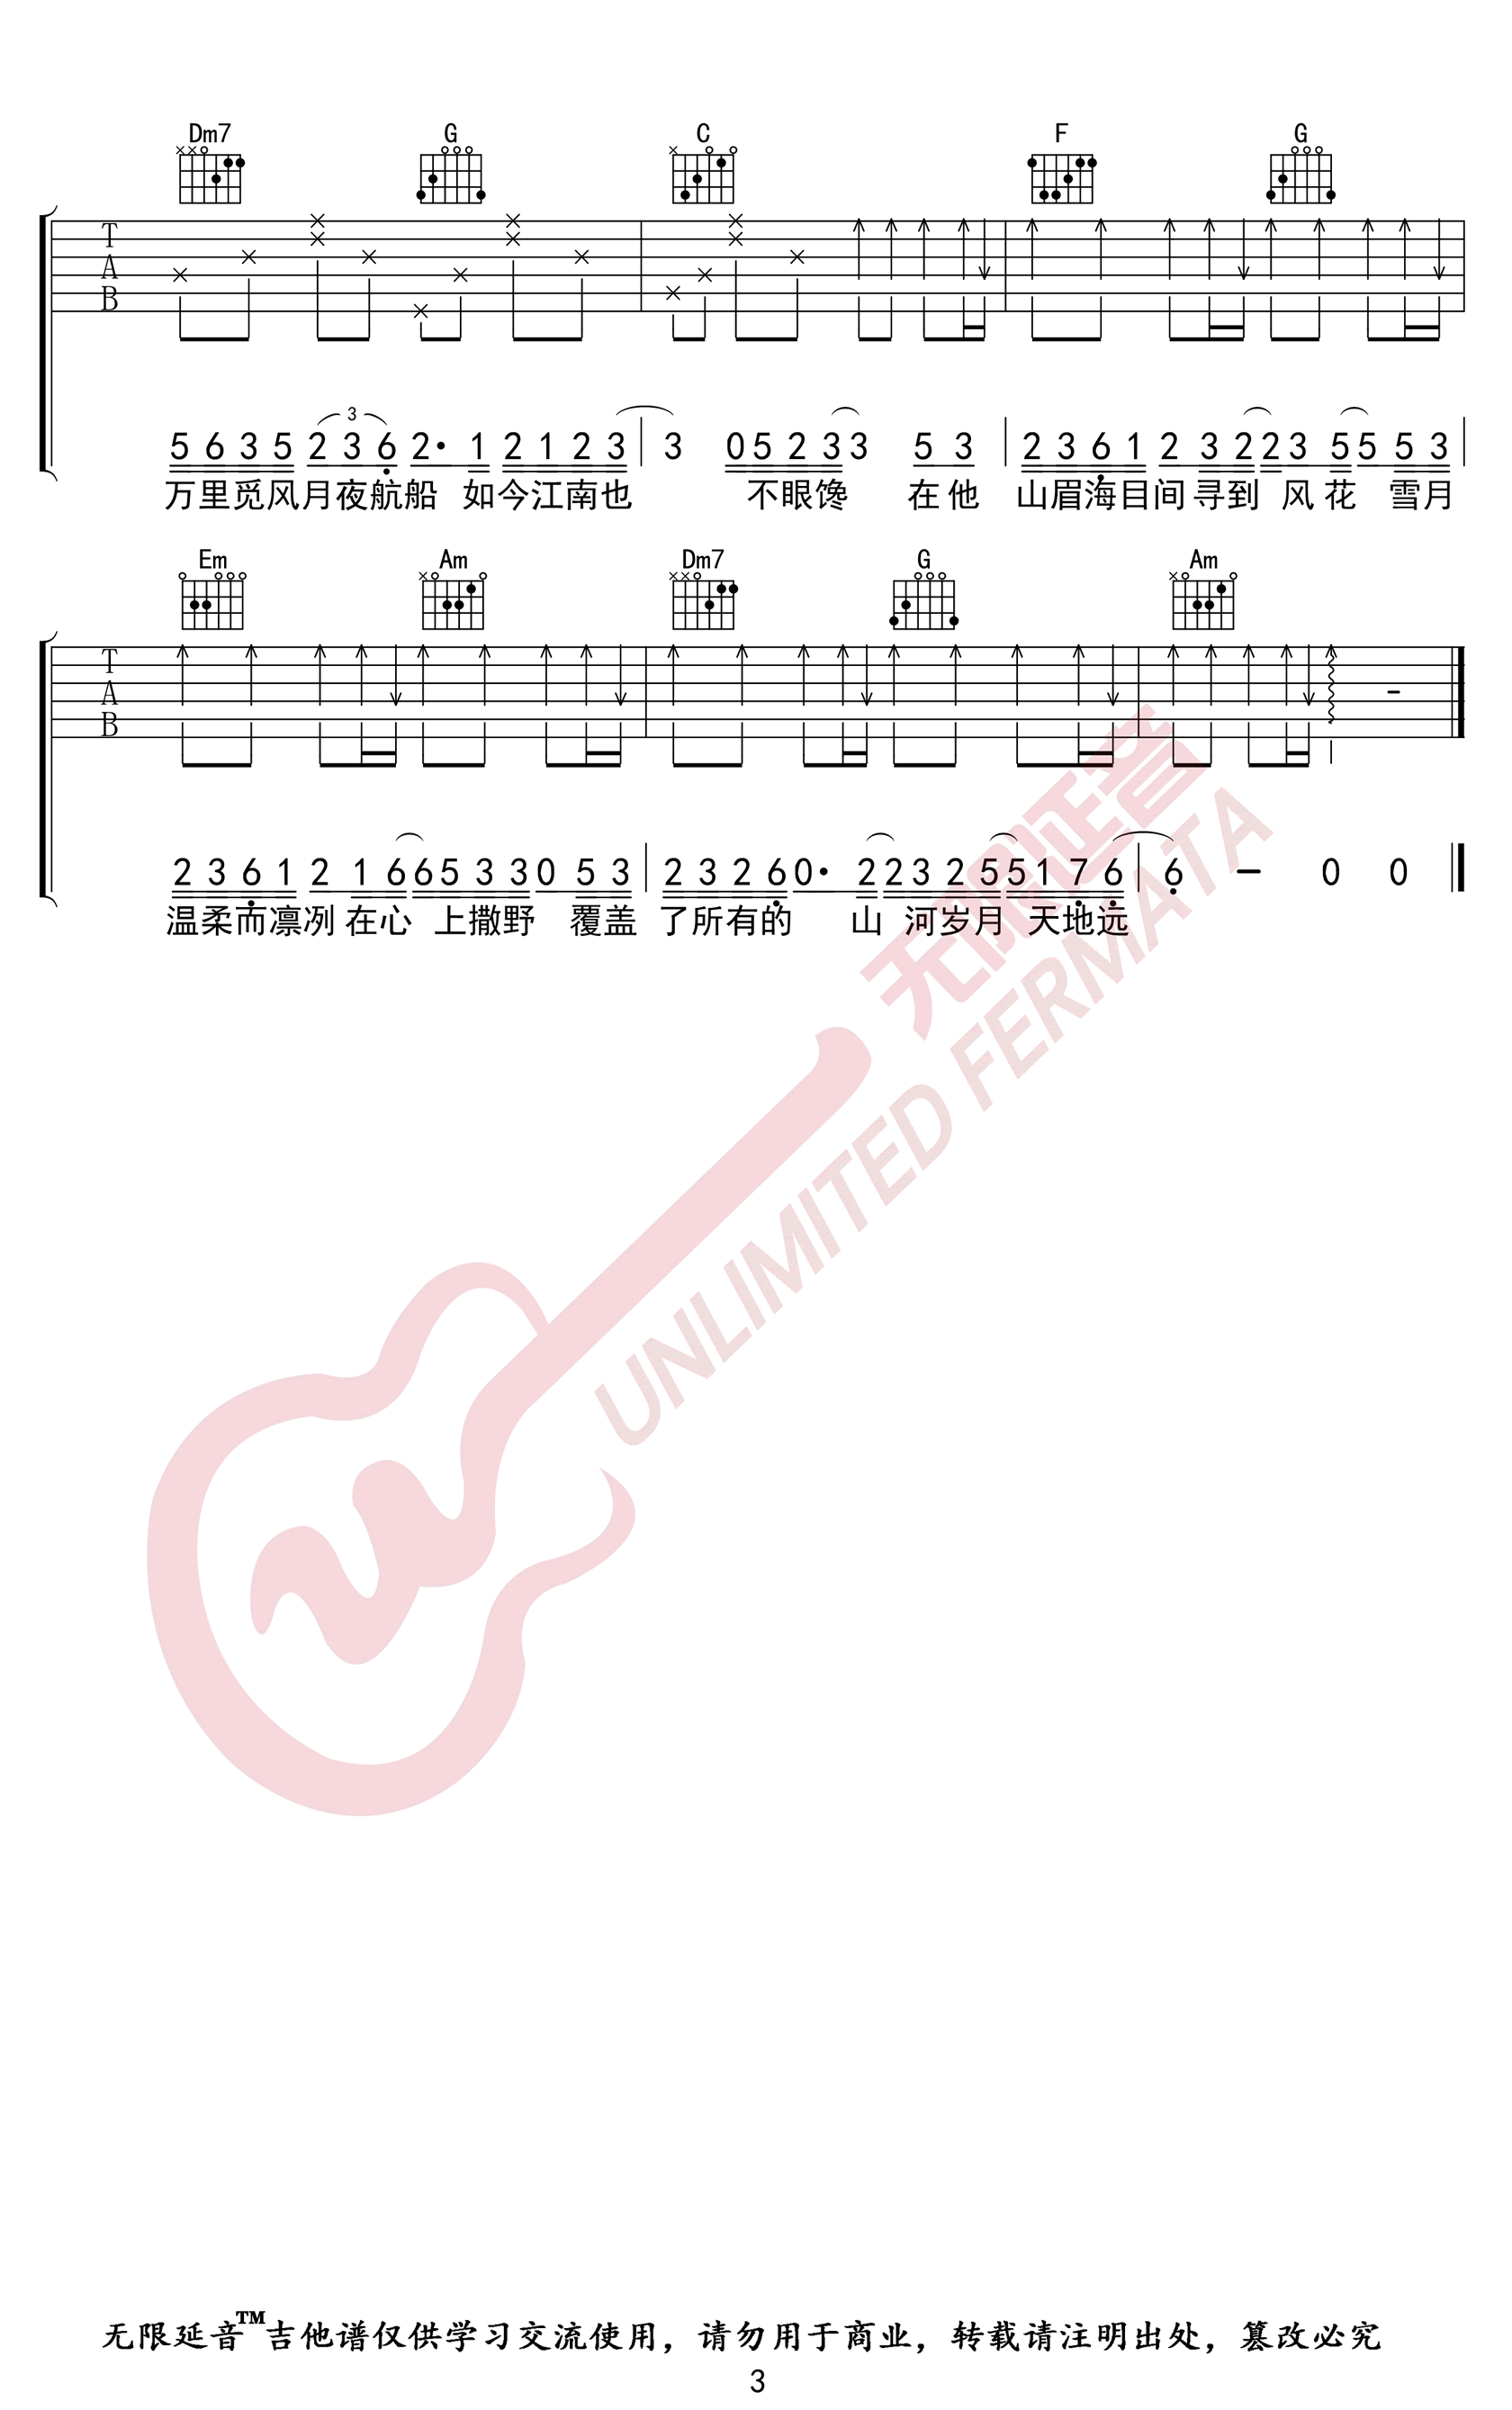 Dm7 G C F G
T
A
B
3
5 6 3 5 2 3 6 2· 1 2 1 2 3 | 3 0 5 2 3 3 5 3 | 2 3 6 1 2 3 2 2 3 5 5 5 3 |
万里觅风月夜航船 如今江南也 不眼馋 在他 山眉海目间寻到 风花 雪月
Em Am Dm7 G Am
T
A
B
2 3 6 1 2 1 6 6 5 3 3 0 5 3 | 2 3 2 6 0· 2 2 3 2 5 5 1 7 6 | 6 – 0 0
温柔而凛冽在心 上撒野 覆盖 了所有的 山 河岁月 天地远
无限延音
UNLIMITED FERMATA
无限延音™吉他谱仅供学习交流使用，请勿用于商业，转载请注明出处，篡改必究
3